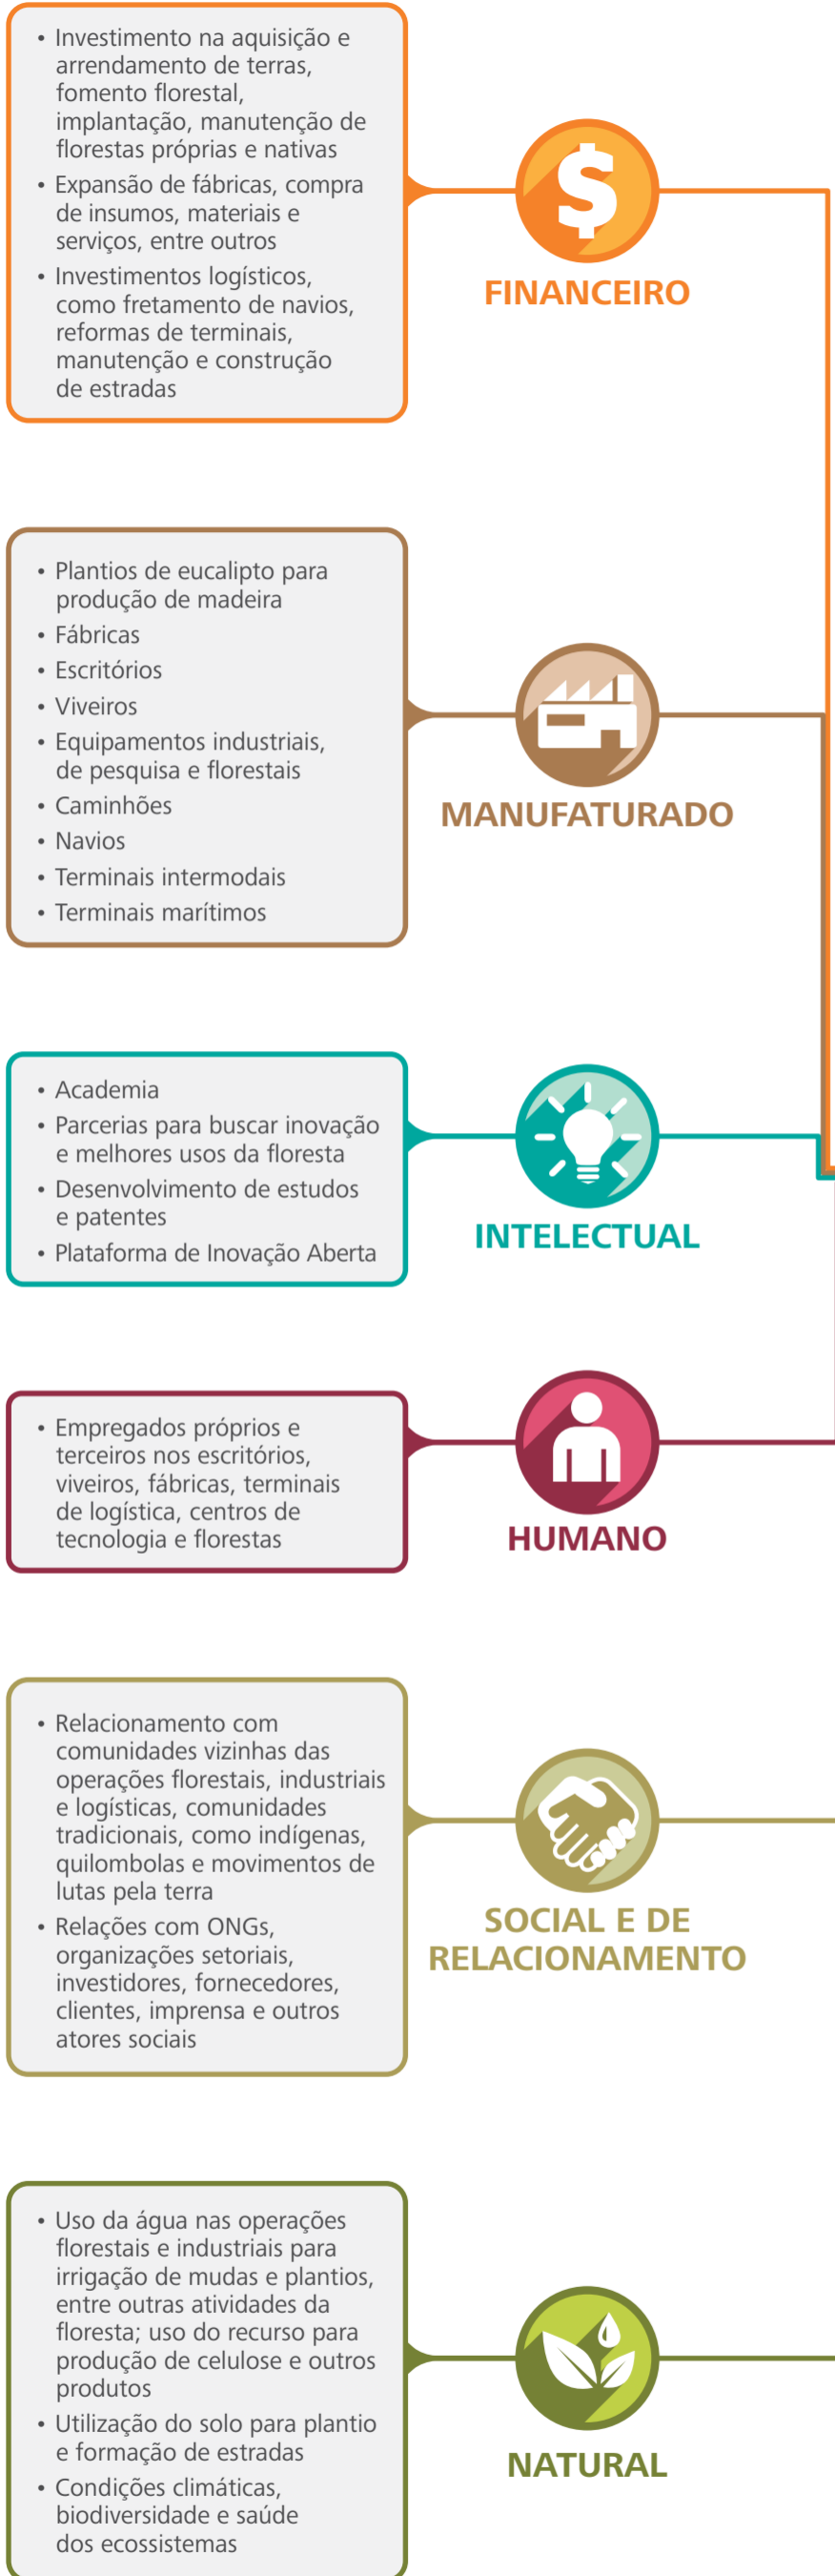 • Investimento na aquisição e
arrendamento de terras,
fomento florestal,
implantação, manutenção de
florestas próprias e nativas
• Expansão de fábricas, compra
de insumos, materiais e
serviços, entre outros
• Investimentos logísticos,
como fretamento de navios,
reformas de terminais,
manutenção e construção
de estradas
$
FINANCEIRO
• Plantios de eucalipto para
produção de madeira
• Fábricas
• Escritórios
• Viveiros
• Equipamentos industriais,
de pesquisa e florestais
• Caminhões
• Navios
• Terminais intermodais
• Terminais marítimos
MANUFATURADO
• Academia
• Parcerias para buscar inovação
e melhores usos da floresta
• Desenvolvimento de estudos
e patentes
• Plataforma de Inovação Aberta
INTELECTUAL
• Empregados próprios e
terceiros nos escritórios,
viveiros, fábricas, terminais
de logística, centros de
tecnologia e florestas
HUMANO
• Relacionamento com
comunidades vizinhas das
operações florestais, industriais
e logísticas, comunidades
tradicionais, como indígenas,
quilombolas e movimentos de
lutas pela terra
• Relações com ONGs,
organizações setoriais,
investidores, fornecedores,
clientes, imprensa e outros
atores sociais
SOCIAL E DE
RELACIONAMENTO
• Uso da água nas operações
florestais e industriais para
irrigação de mudas e plantios,
entre outras atividades da
floresta; uso do recurso para
produção de celulose e outros
produtos
• Utilização do solo para plantio
e formação de estradas
• Condições climáticas,
biodiversidade e saúde
dos ecossistemas
NATURAL